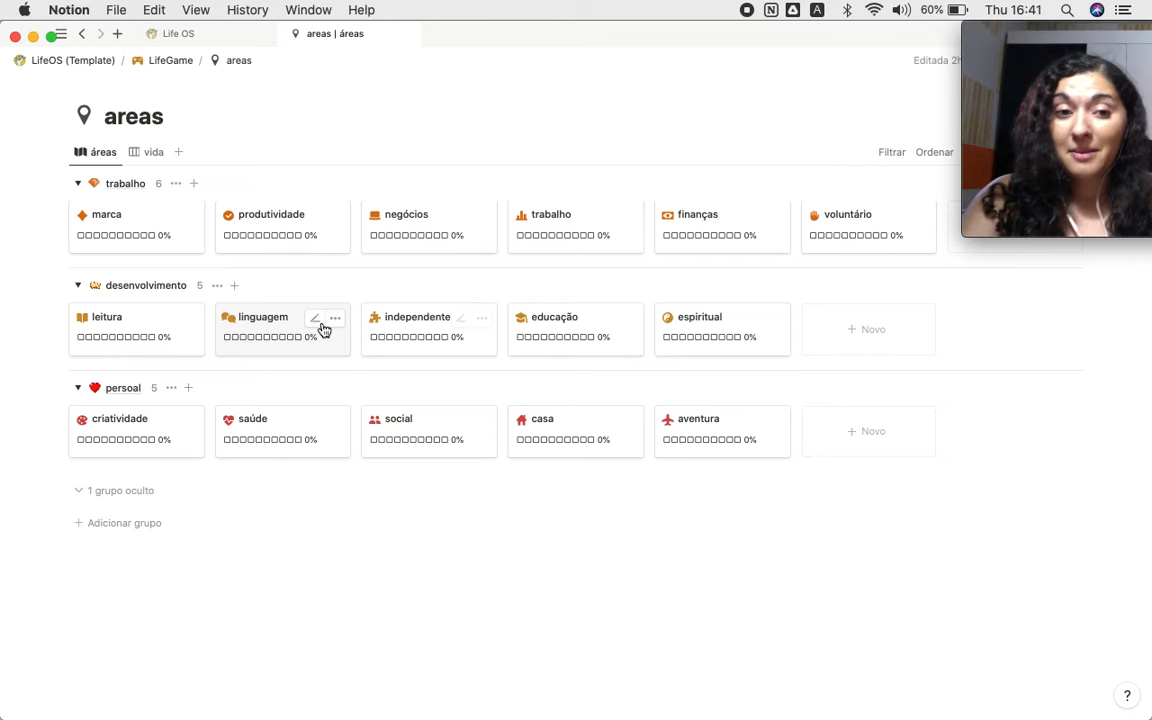 Notion File Edit View History Window Help 60% Thu 16:41
Life OS areas | áreas
LifeOS (Template) / LifeGame / areas Editada 2h
areas
áreas vida
Filtrar Ordenar
trabalho 6
marca produtividade negócios trabalho finanças voluntário
0% 0% 0% 0% 0% 0%
desenvolvimento 5
leitura linguagem independente educação espiritual
0% 0% 0% 0% 0% + Novo
persoal 5
criatividade saúde social casa aventura
0% 0% 0% 0% 0% + Novo
1 grupo oculto
+ Adicionar grupo
?